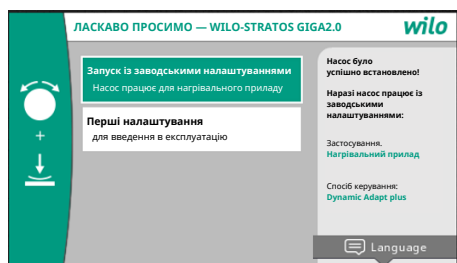 ЛАСКАВО ПРОСИМО — WILO-STRATOS GIGA2.0
wilo
Запуск із заводськими налаштуваннями
Насос працює для нагрівального приладу
Перші налаштування
для введення в експлуатацію
Насос було
успішно встановлено!
Наразі насос працює із
заводськими
налаштуваннями:
Застосування.
Нагрівальний прилад
Спосіб керування:
Dynamic Adapt plus
Language